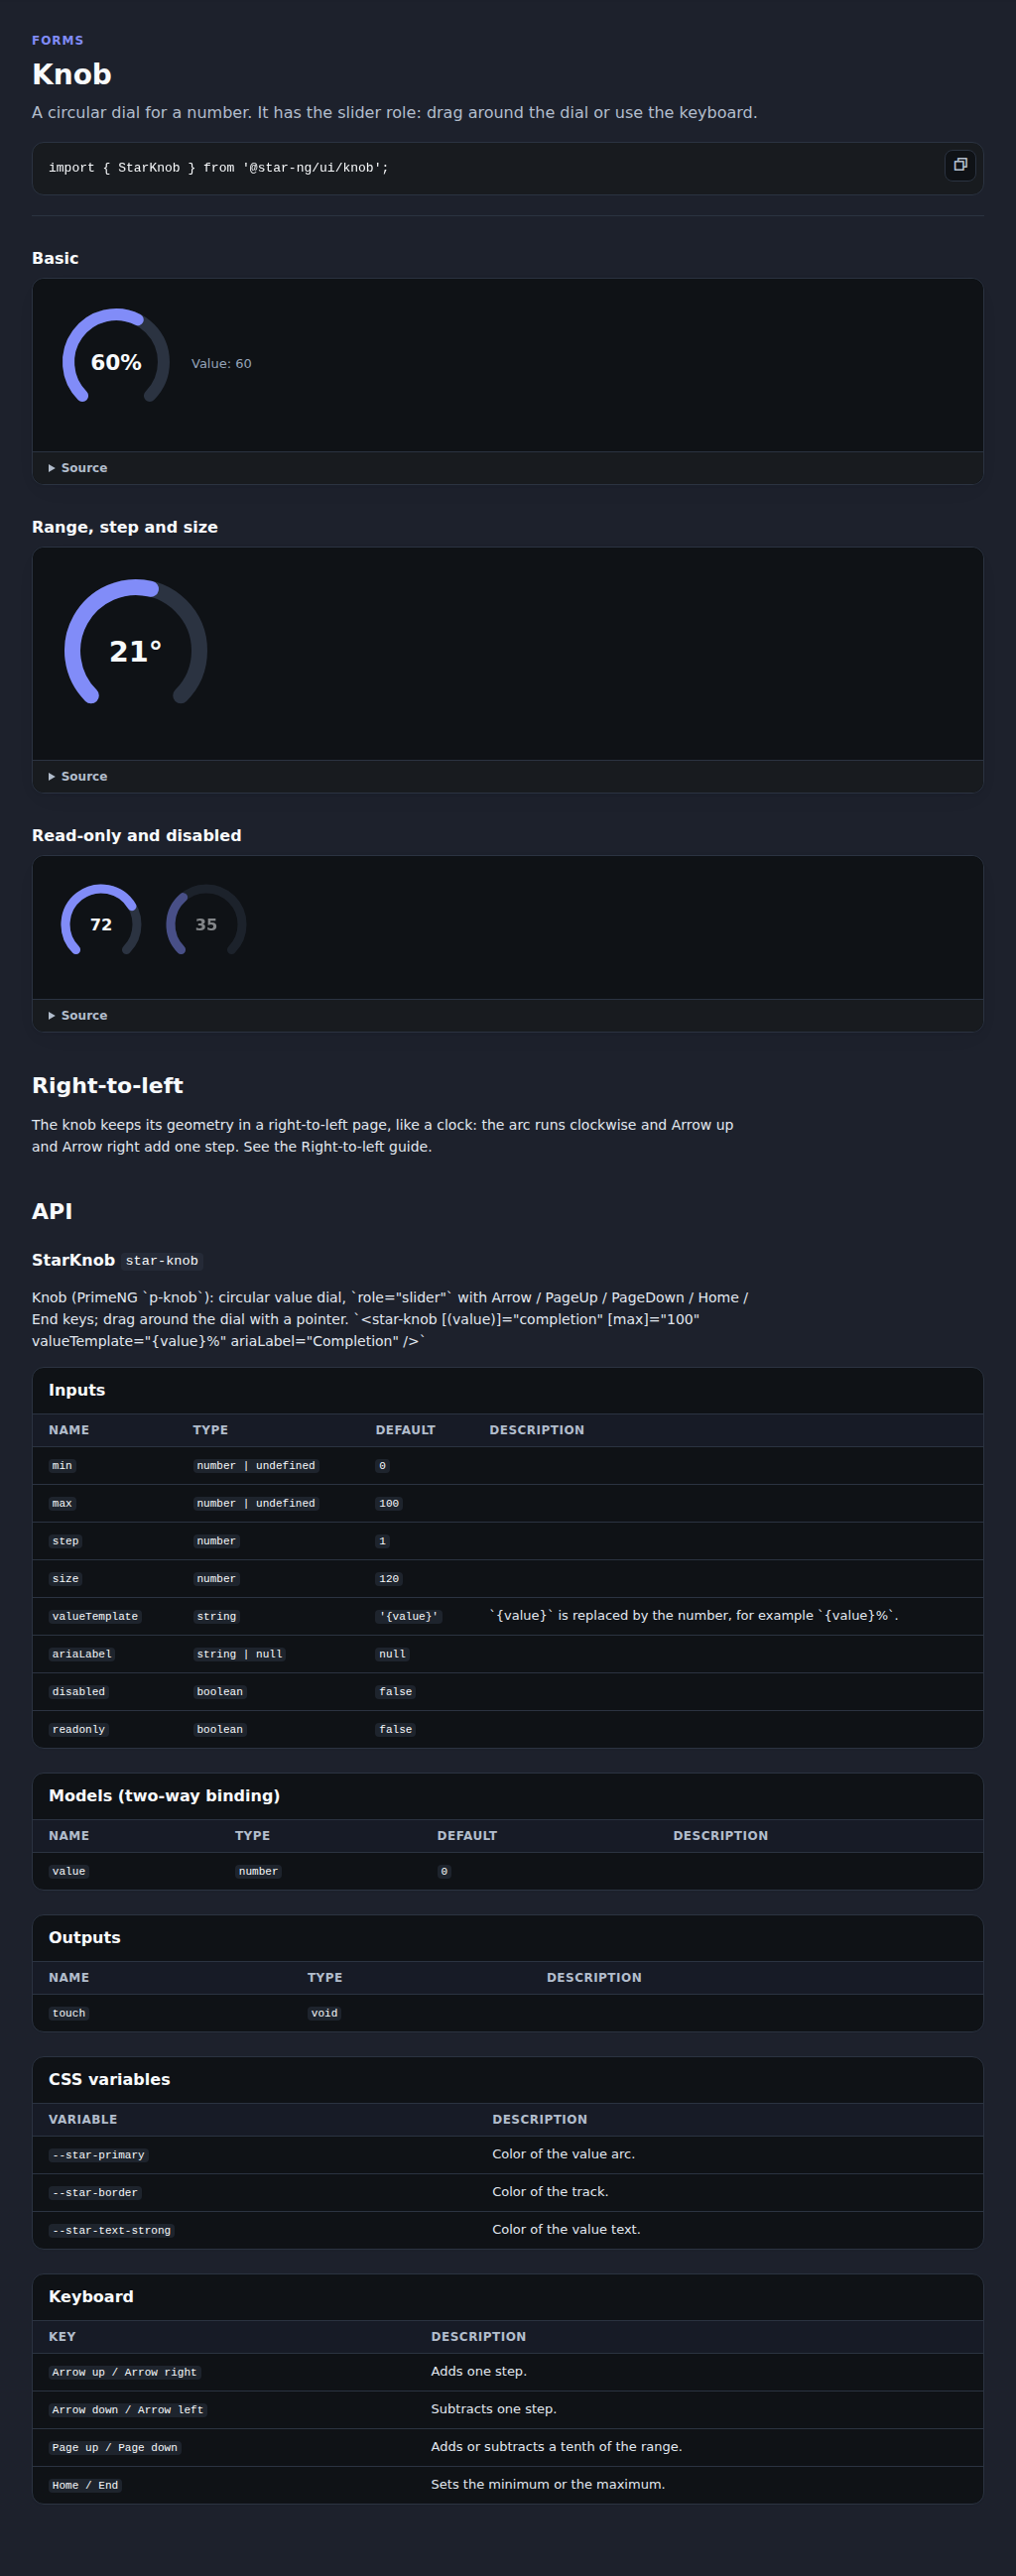 FORMS
Knob
A circular dial for a number. It has the slider role: drag around the dial or use the keyboard.
import { StarKnob } from '@star-ng/ui/knob';
Basic
60%
Value: 60
Source
Range, step and size
21°
Source
Read-only and disabled
72
35
Source
Right-to-left
The knob keeps its geometry in a right-to-left page, like a clock: the arc runs clockwise and Arrow up
and Arrow right add one step. See the Right-to-left guide.
API
StarKnob star-knob
Knob (PrimeNG `p-knob`): circular value dial, `role="slider"` with Arrow / PageUp / PageDown / Home /
End keys; drag around the dial with a pointer. `<star-knob [(value)]="completion" [max]="100"
valueTemplate="{value}%" ariaLabel="Completion" />`
Inputs
NAME TYPE DEFAULT DESCRIPTION
min number | undefined 0
max number | undefined 100
step number 1
size number 120
valueTemplate string '{value}' `{value}` is replaced by the number, for example `{value}%`.
ariaLabel string | null null
disabled boolean false
readonly boolean false
Models (two-way binding)
NAME TYPE DEFAULT DESCRIPTION
value number 0
Outputs
NAME TYPE DESCRIPTION
touch void
CSS variables
VARIABLE DESCRIPTION
--star-primary Color of the value arc.
--star-border Color of the track.
--star-text-strong Color of the value text.
Keyboard
KEY DESCRIPTION
Arrow up / Arrow right Adds one step.
Arrow down / Arrow left Subtracts one step.
Page up / Page down Adds or subtracts a tenth of the range.
Home / End Sets the minimum or the maximum.